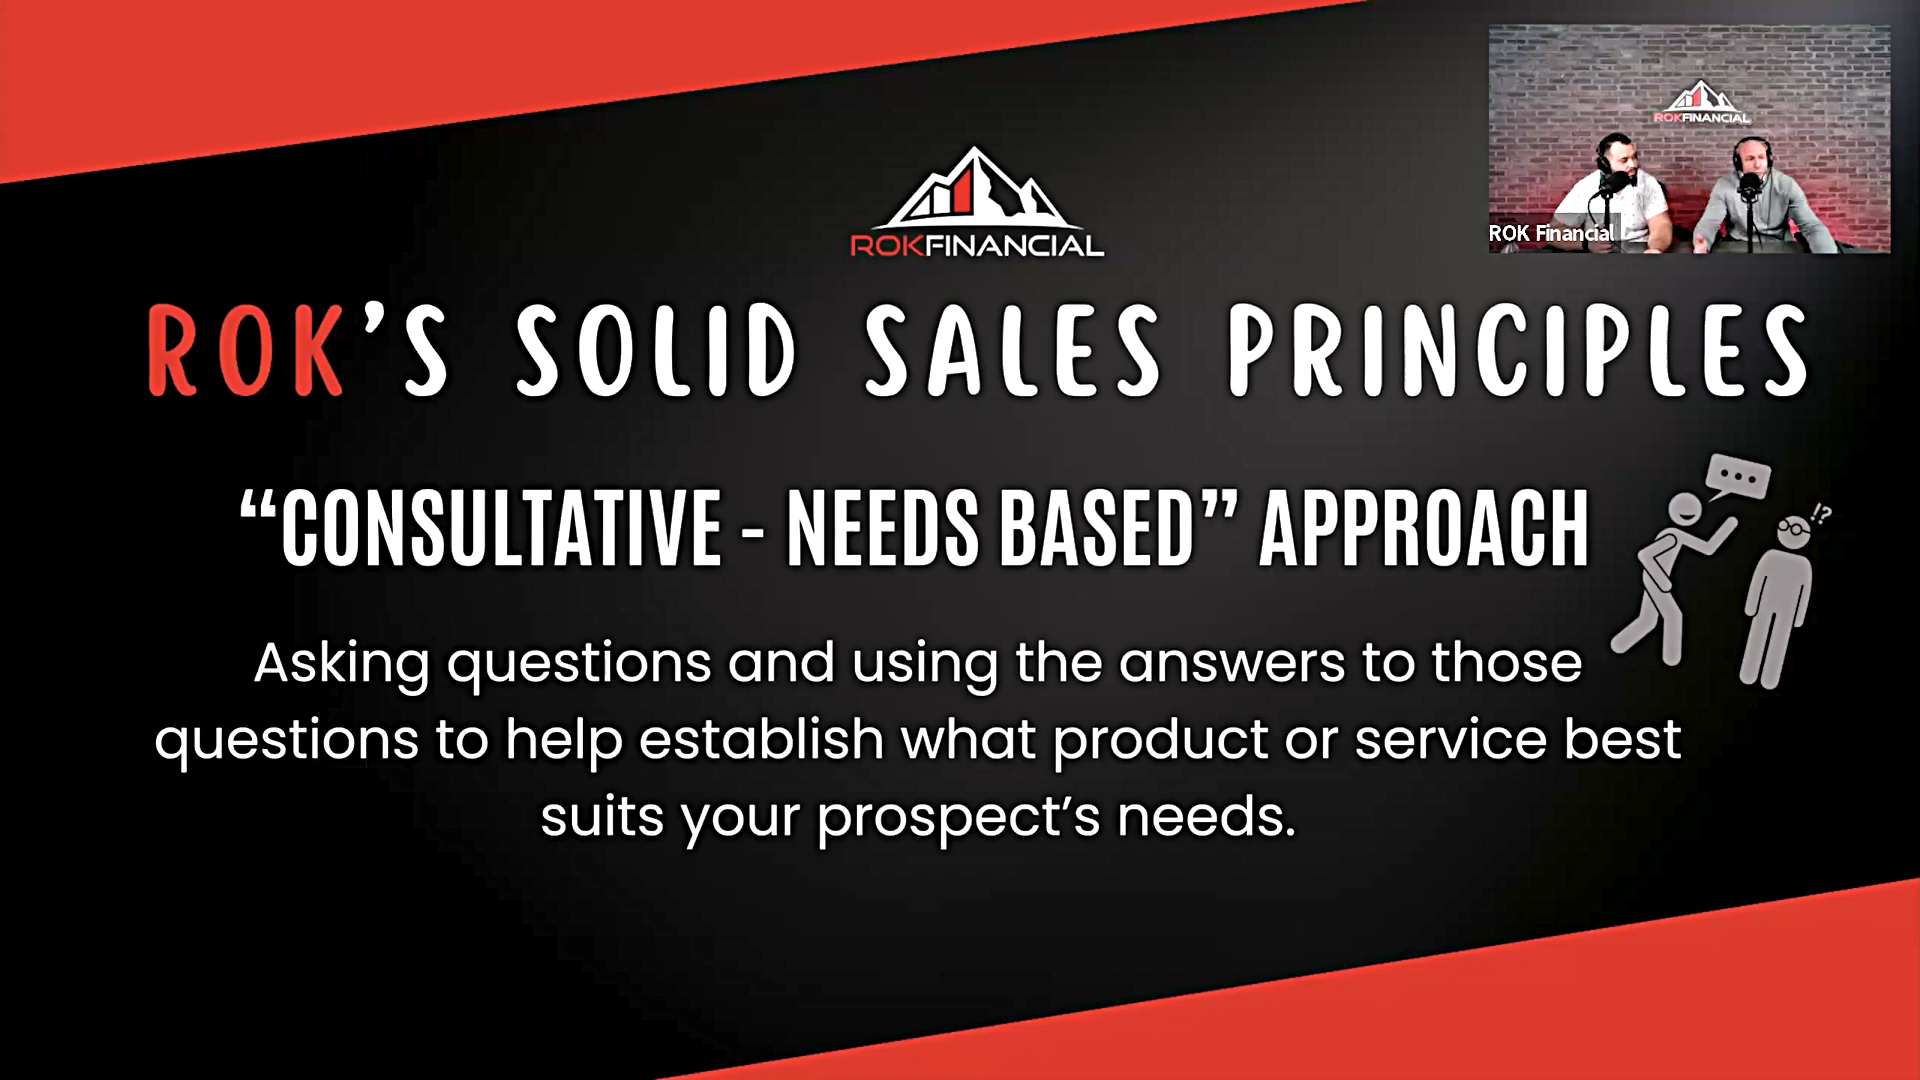 ROKFINANCIAL
ROK Financial
ROKFINANCIAL
ROK’S SOLID SALES PRINCIPLES
“CONSULTATIVE - NEEDS BASED” APPROACH
!?
Asking questions and using the answers to those
questions to help establish what product or service best
suits your prospect’s needs.